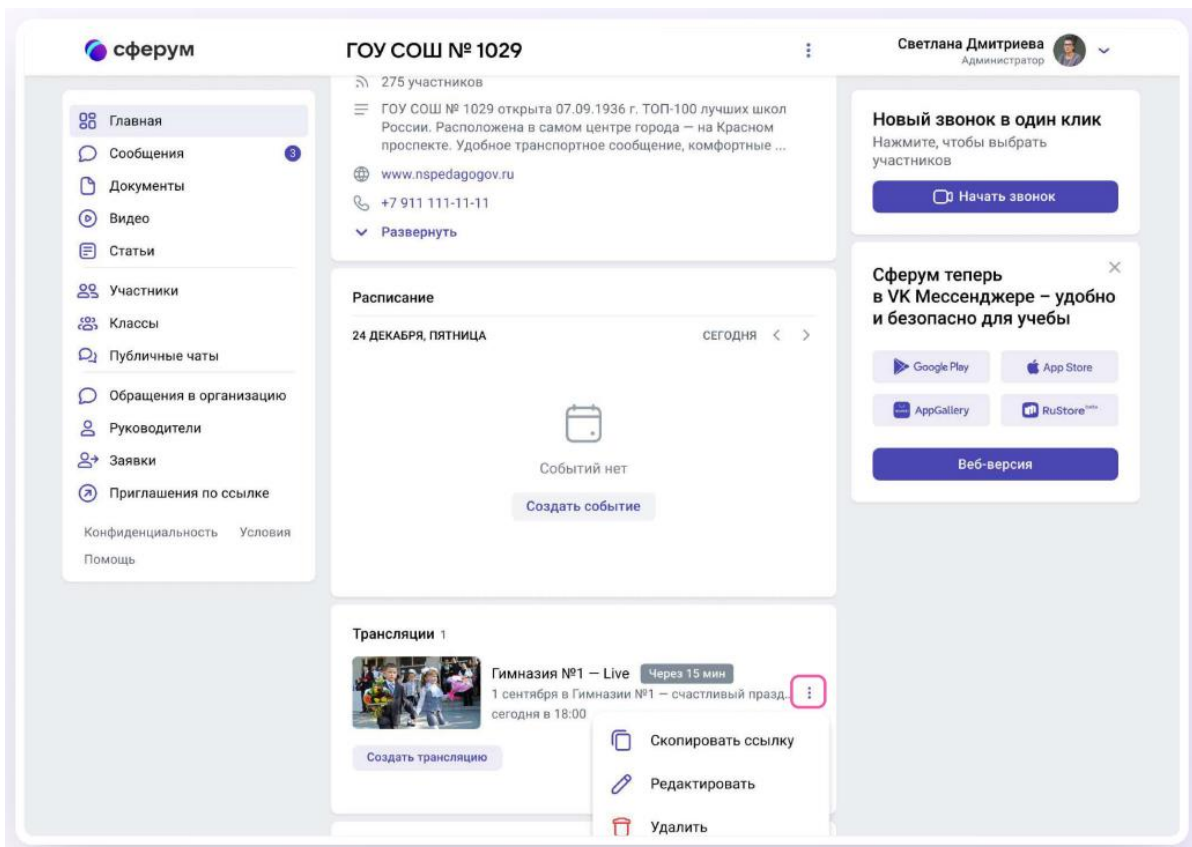 сферум
ГОУ СОШ № 1029
Светлана Дмитриева
Администратор
Главная
Сообщения 3
Документы
Видео
Статьи
Участники
Классы
Публичные чаты
Обращения в организацию
Руководители
Заявки
Приглашения по ссылке
Конфиденциальность Условия
Помощь
275 участников
ГОУ СОШ № 1029 открыта 07.09.1936 г. ТОП-100 лучших школ
России. Расположена в самом центре города — на Красном
проспекте. Удобное транспортное сообщение, комфортные ...
www.nspedagogov.ru
+7 911 111-11-11
Развернуть
Расписание
24 ДЕКАБРЯ, ПЯТНИЦА СЕГОДНЯ
Событий нет
Создать событие
Трансляции 1
Гимназия №1 — Live Через 15 мин
1 сентября в Гимназии №1 — счастливый празд...
сегодня в 18:00
Создать трансляцию
Скопировать ссылку
Редактировать
Удалить
Новый звонок в один клик
Нажмите, чтобы выбрать
участников
Начать звонок
Сферум теперь
в VK Мессенджере – удобно
и безопасно для учебы
Google Play App Store
AppGallery RuStore
Веб-версия